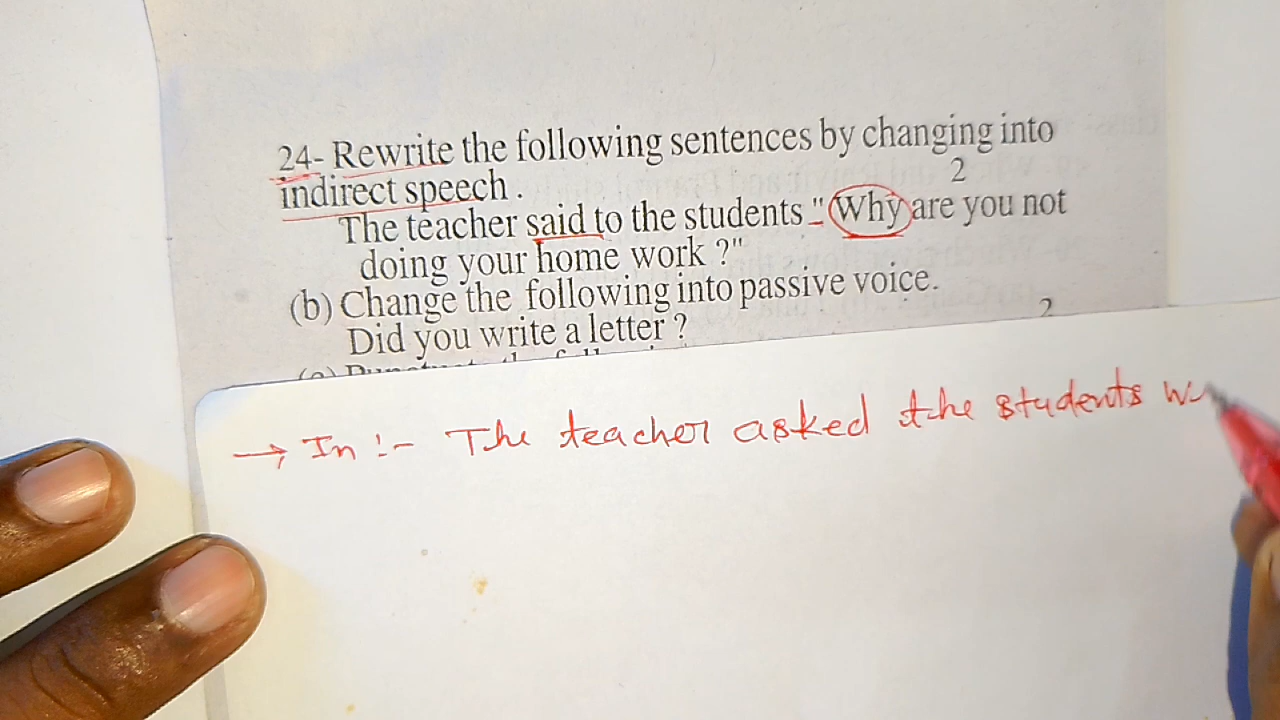 24- Rewrite the following sentences by changing into
indirect speech . 2
The teacher said to the students " Why are you not
doing your home work ?"
(b) Change the following into passive voice.
Did you write a letter ? 2
→ In :- The teacher asked the students